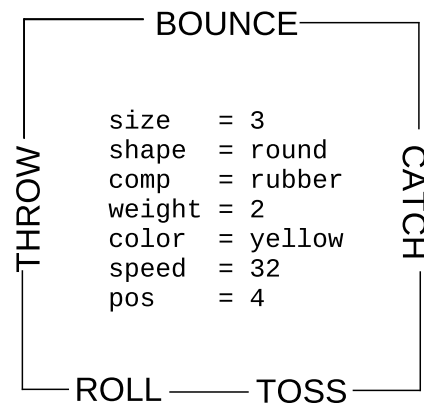 BOUNCE
THROW
size   = 3
shape  = round
comp   = rubber
weight = 2
color  = yellow
speed  = 32
pos    = 4
CATCH
ROLL
TOSS